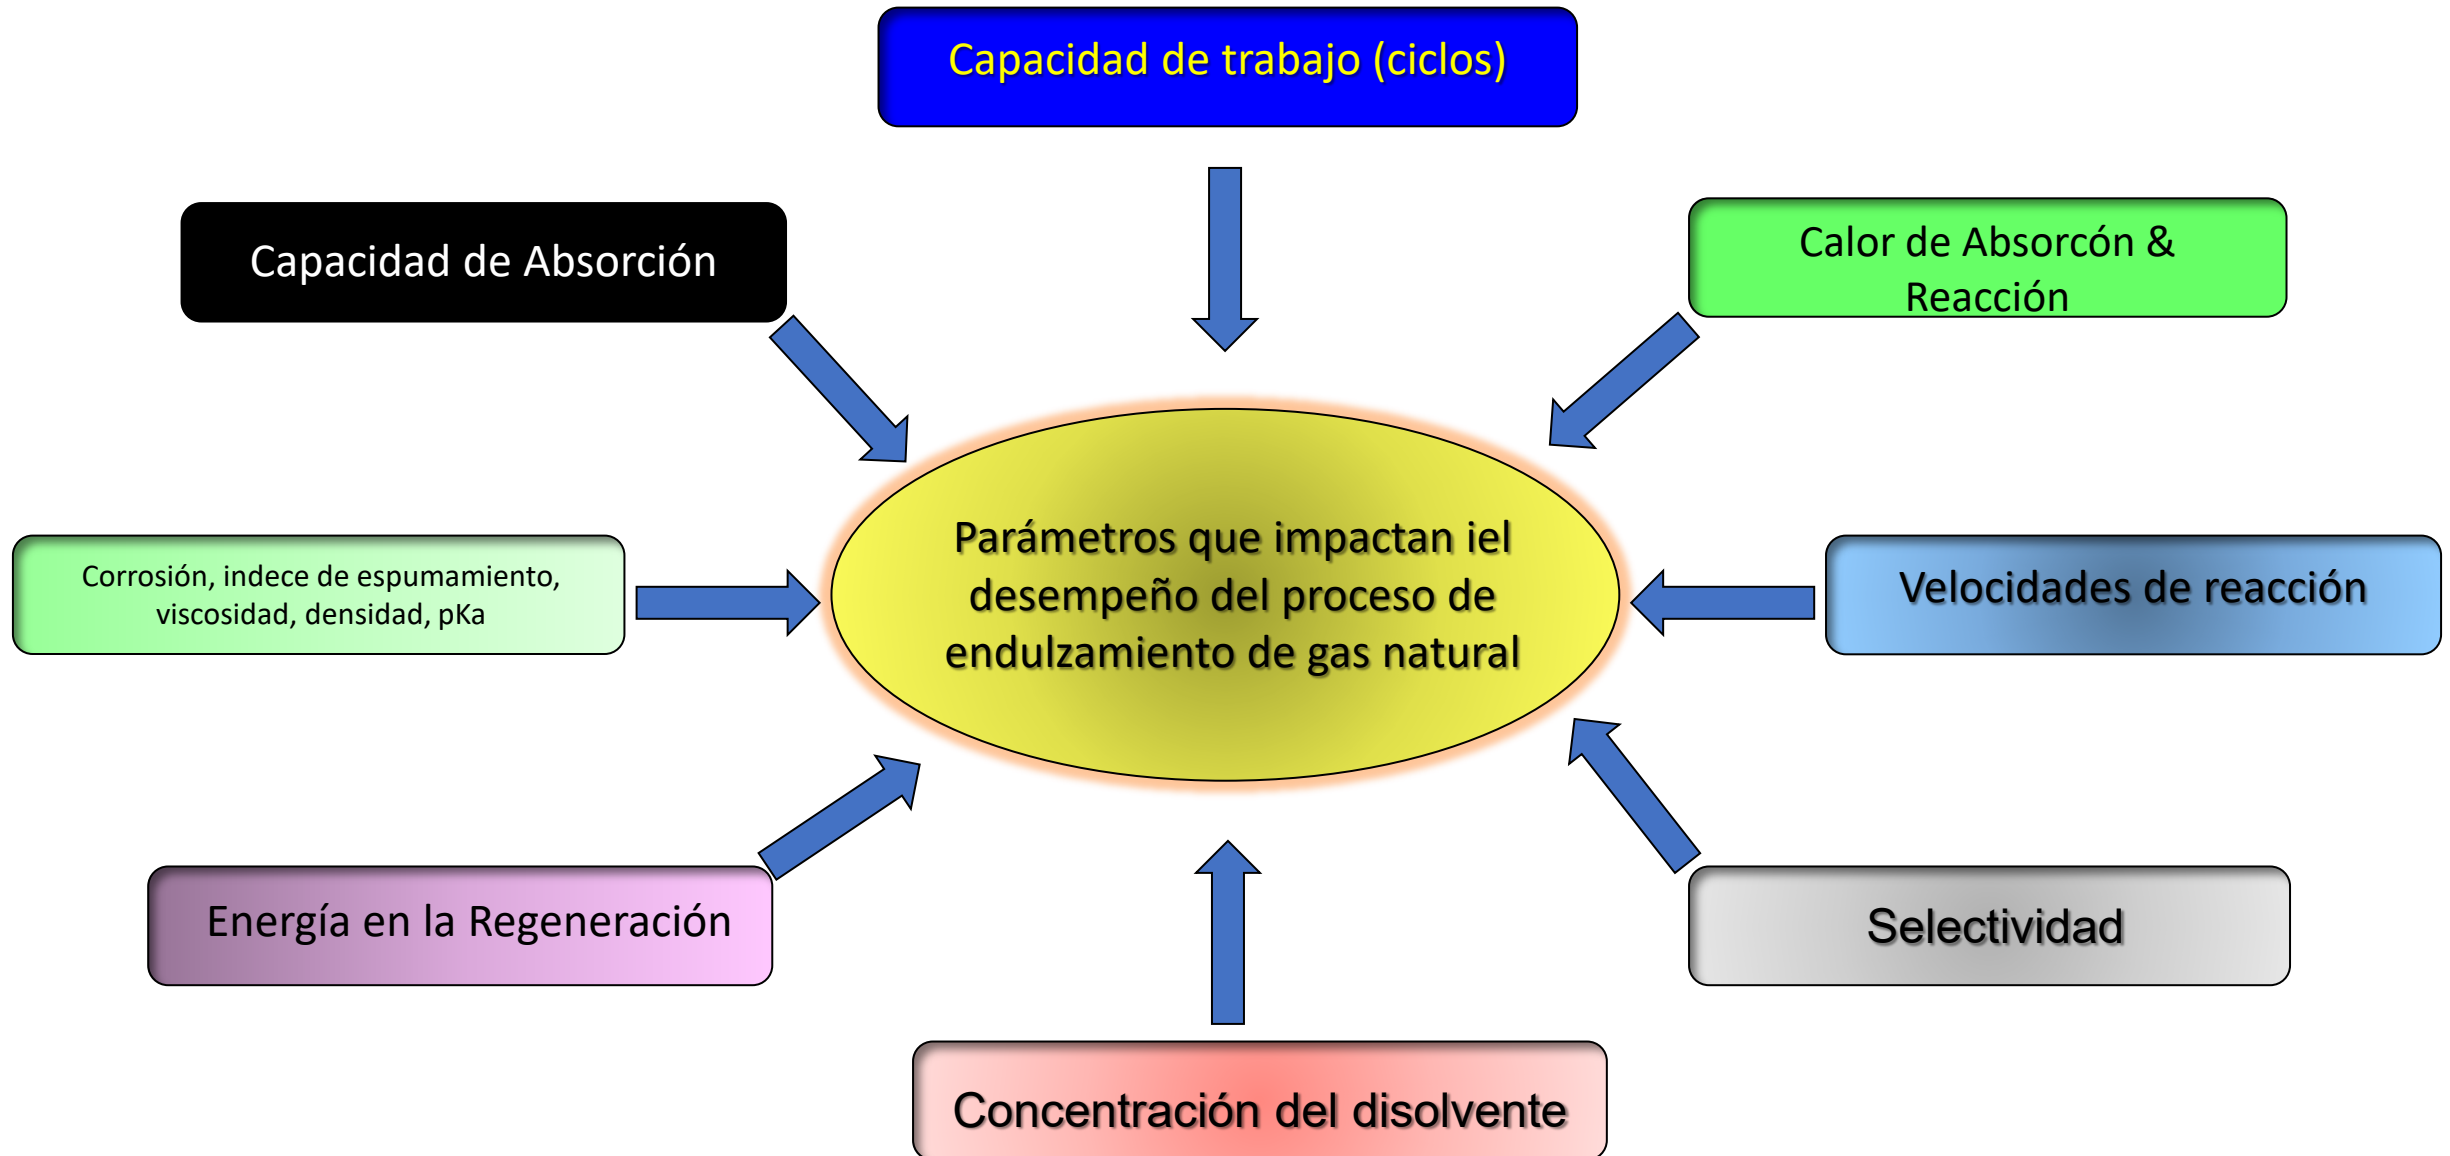 Capacidad de trabajo (ciclos)
Capacidad de Absorción
Calor de Absorcón &
Reacción
Parámetros que impactan iel
desempeño del proceso de
endulzamiento de gas natural
Corrosión, indece de espumamiento,
viscosidad, densidad, pKa
Velocidades de reacción
Energía en la Regeneración
Selectividad
Concentración del disolvente